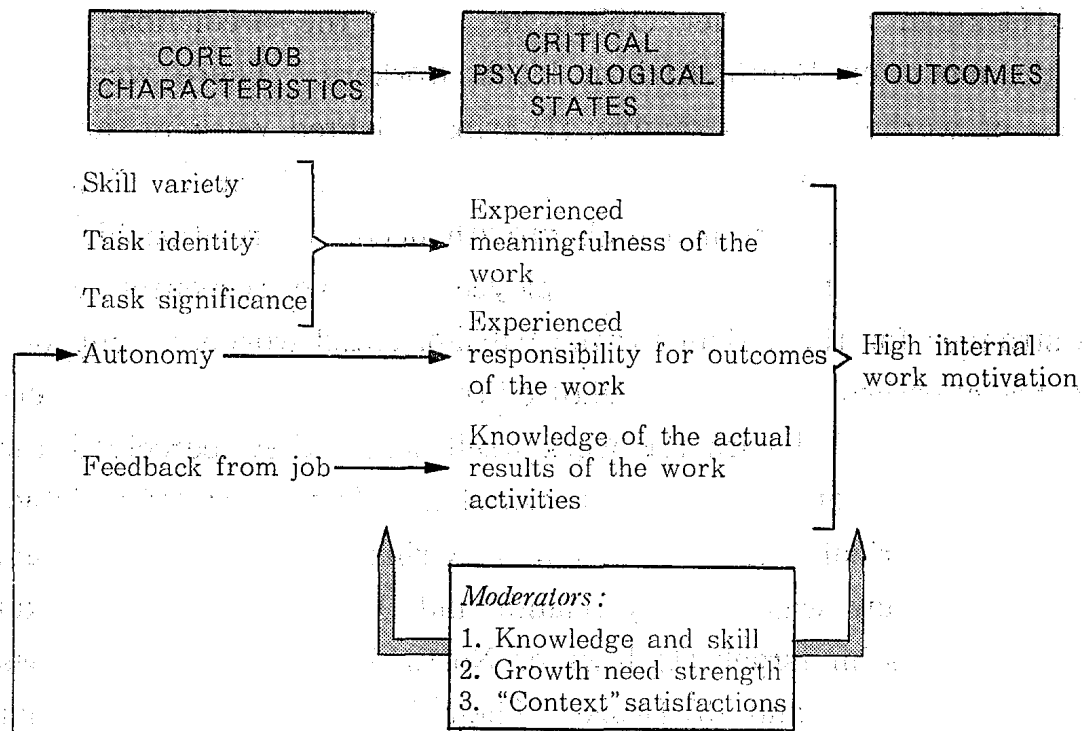 CORE JOB
CHARACTERISTICS
CRITICAL
PSYCHOLOGICAL
STATES
OUTCOMES
Skill variety
Task identity
Task significance
Experienced
meaningfulness of the
work
Autonomy
Experienced
responsibility for outcomes
of the work
High internal
work motivation
Feedback from job
Knowledge of the actual
results of the work
activities
Moderators:
1. Knowledge and skill
2. Growth need strength
3. “Context” satisfactions